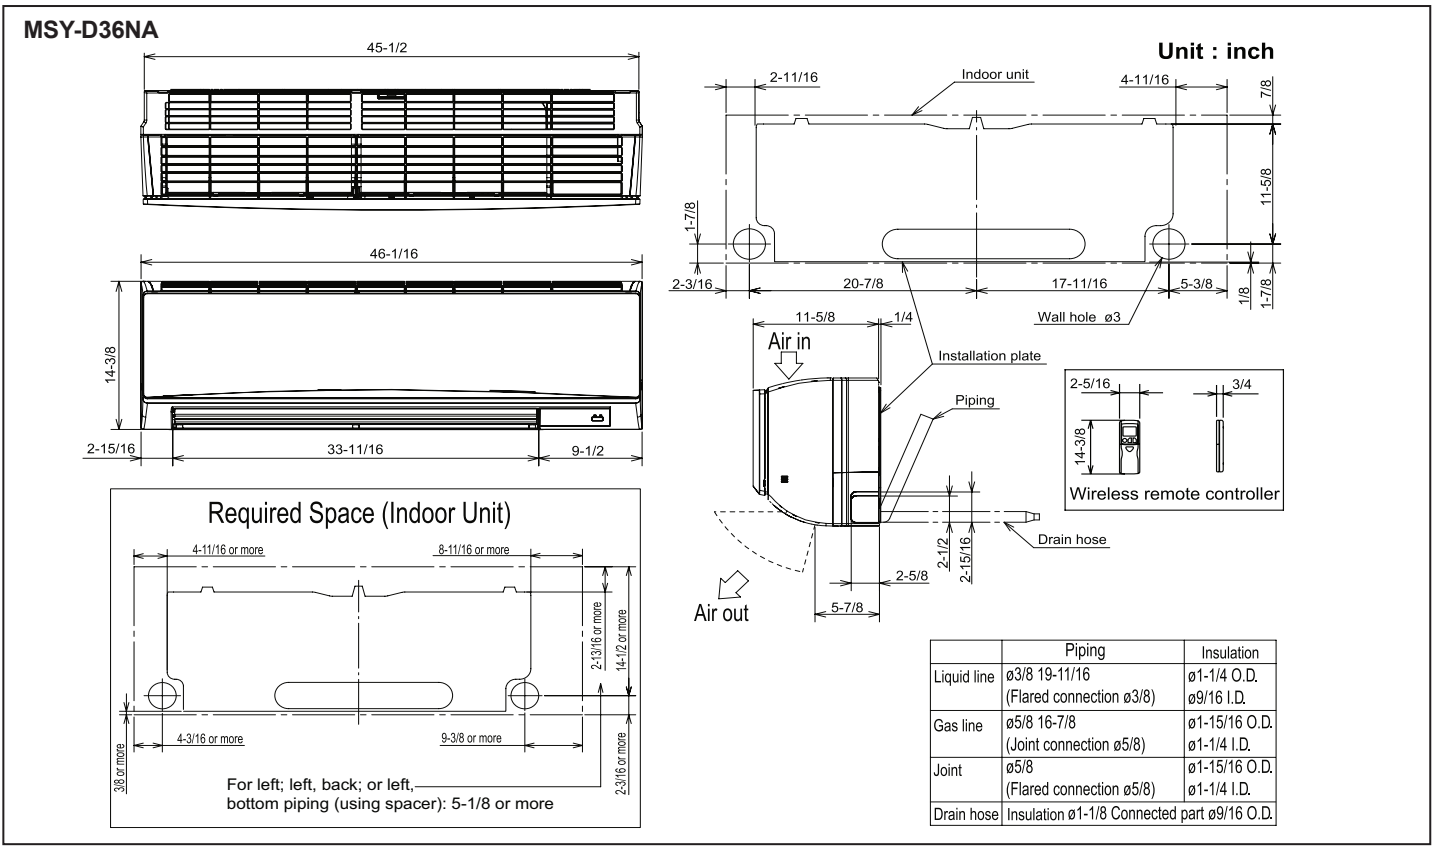 MSY-D36NA
Unit : inch
45-1/2
46-1/16
14-3/8
2-15/16
33-11/16
9-1/2
2-11/16
Indoor unit
4-11/16
7/8
11-5/8
1-7/8
2-3/16
20-7/8
17-11/16
5-3/8
1/8
1-7/8
Wall hole ø3
11-5/8
1/4
Air in
Installation plate
Piping
2-1/2
2-15/16
Drain hose
2-5/8
5-7/8
Air out
2-5/16
3/4
14-3/8
Wireless remote controller
Required Space (Indoor Unit)
4-11/16 or more
8-11/16 or more
2-13/16 or more
14-1/2 or more
4-3/16 or more
9-3/8 or more
3/8 or more
2-3/16 or more
For left; left, back; or left,
bottom piping (using spacer): 5-1/8 or more
Piping Insulation
Liquid line ø3/8 19-11/16 ø1-1/4 O.D.
(Flared connection ø3/8) ø9/16 I.D.
Gas line ø5/8 16-7/8 ø1-15/16 O.D.
(Joint connection ø5/8) ø1-1/4 I.D.
Joint ø5/8 ø1-15/16 O.D.
(Flared connection ø5/8) ø1-1/4 I.D.
Drain hose Insulation ø1-1/8 Connected part ø9/16 O.D.